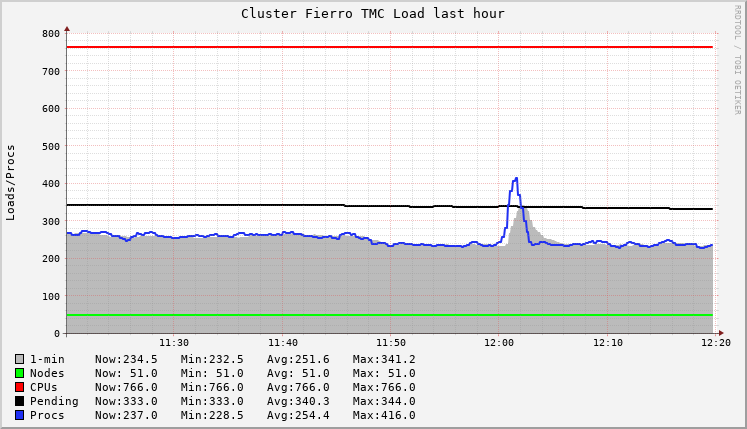 Cluster Fierro TMC Load last hour
RRDTOOL / TOBI OETIKER
Loads/Procs
800
700
600
500
400
300
200
100
0
11:30 11:40 11:50 12:00 12:10 12:20
1-min Now:234.5 Min:232.5 Avg:251.6 Max:341.2
Nodes Now: 51.0 Min: 51.0 Avg: 51.0 Max: 51.0
CPUs Now:766.0 Min:766.0 Avg:766.0 Max:766.0
Pending Now:333.0 Min:333.0 Avg:340.3 Max:344.0
Procs Now:237.0 Min:228.5 Avg:254.4 Max:416.0